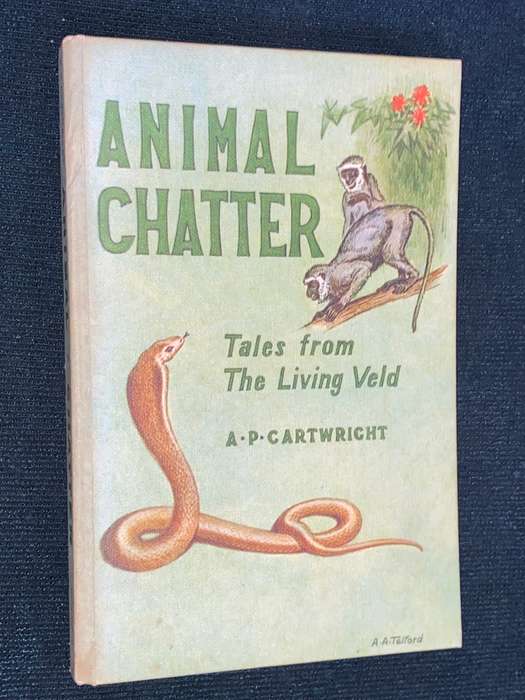 ANIMAL
CHATTER
Tales from
The Living Veld
A·P·CARTWRIGHT
A.A.Telford